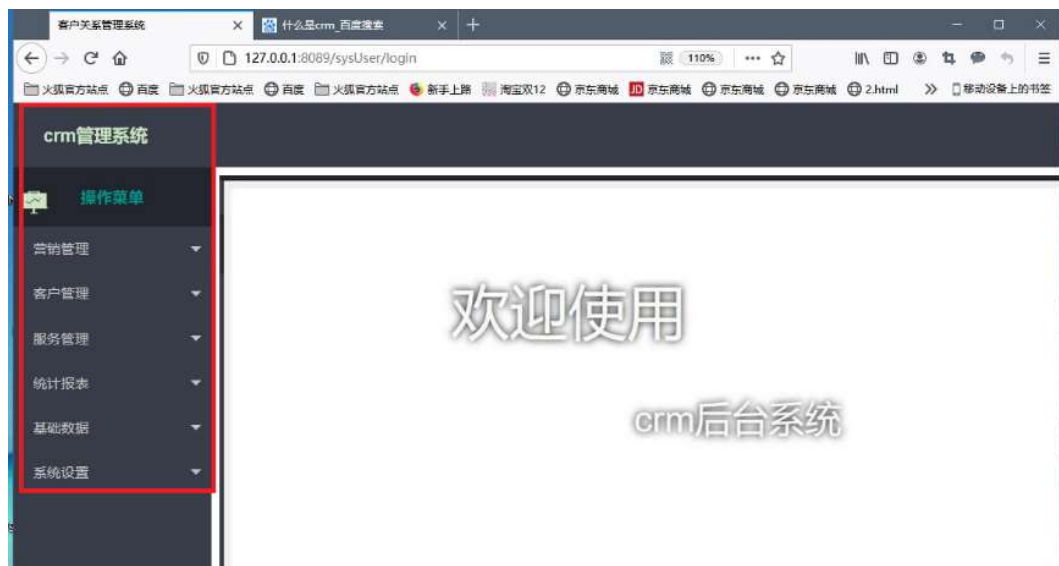 客户关系管理系统
什么是crm_百度搜索
127.0.0.1:8089/sysUser/login
110%
火狐官方站点 百度 火狐官方站点 百度 火狐官方站点 新手上路 淘宝双12 京东商城 JD 京东商城 京东商城 京东商城 2.html 移动设备上的书签
crm管理系统
操作菜单
营销管理
客户管理
服务管理
统计报表
基础数据
系统设置
欢迎使用
crm后台系统